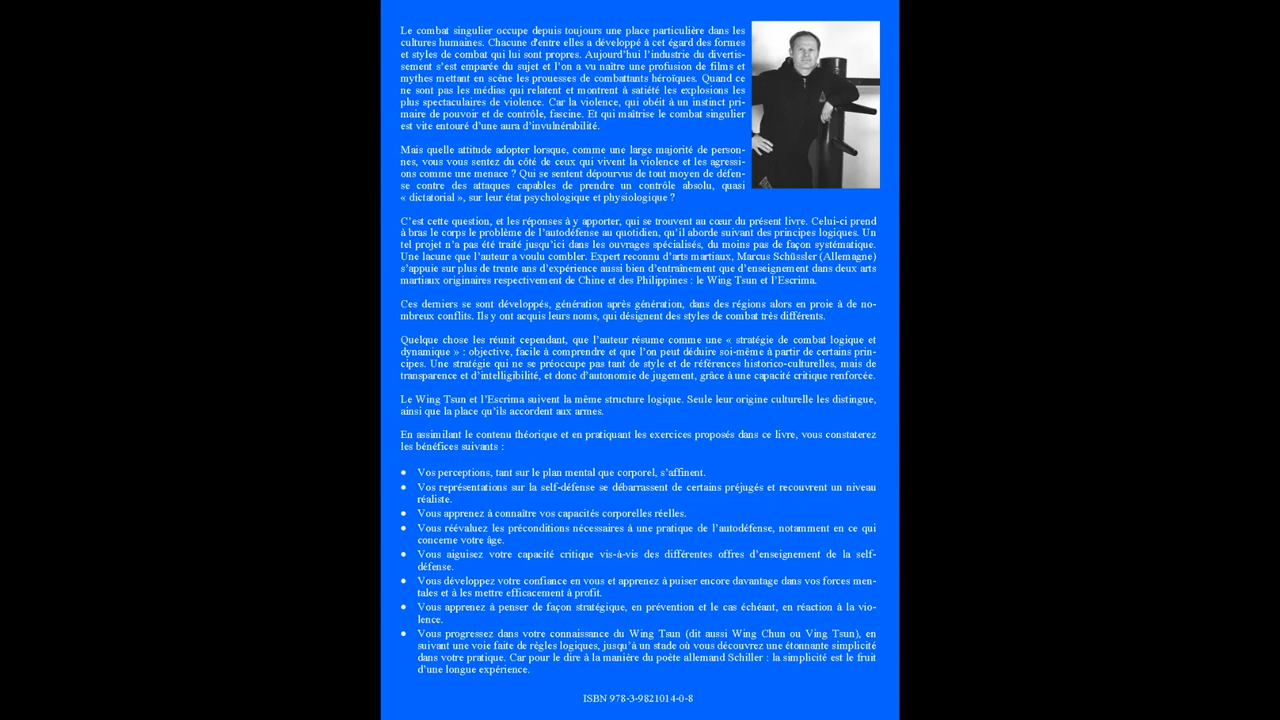 Le combat singulier occupe depuis toujours une place particulière dans les
cultures humaines. Chacune d'entre elles a développé à cet égard des formes
et styles de combat qui lui sont propres. Aujourd'hui l'industrie du divertis-
sement s'est emparée du sujet et l'on a vu naître une profusion de films et
mythes mettant en scène les prouesses de combattants héroïques. Quand ce
ne sont pas les médias qui relatent et montrent à satiété les explosions les
plus spectaculaires de violence. Car la violence, qui obéit à un instinct pri-
maire de pouvoir et de contrôle, fascine. Et qui maîtrise le combat singulier
est vite entouré d'une aura d'invulnérabilité.
Mais quelle attitude adopter lorsque, comme une large majorité de person-
nes, vous vous sentez du côté de ceux qui vivent la violence et les agressi-
ons comme une menace ? Qui se sentent dépourvus de tout moyen de défen-
se contre des attaques capables de prendre un contrôle absolu, quasi
« dictatorial », sur leur état psychologique et physiologique ?
C'est cette question, et les réponses à y apporter, qui se trouvent au cœur du présent livre. Celui-ci prend
à bras le corps le problème de l'autodéfense au quotidien, qu'il aborde suivant des principes logiques. Un
tel projet n'a pas été traité jusqu'ici dans les ouvrages spécialisés, du moins pas de façon systématique.
Une lacune que l'auteur a voulu combler. Expert reconnu d'arts martiaux, Marcus Schüssler (Allemagne)
s'appuie sur plus de trente ans d'expérience aussi bien d'entraînement que d'enseignement dans deux arts
martiaux originaires respectivement de Chine et des Philippines : le Wing Tsun et l'Escrima.
Ces derniers se sont développés, génération après génération, dans des régions alors en proie à de no-
mbreux conflits. Ils y ont acquis leurs noms, qui désignent des styles de combat très différents.
Quelque chose les réunit cependant, que l'auteur résume comme une « stratégie de combat logique et
dynamique » : objective, facile à comprendre et que l'on peut déduire soi-même à partir de certains prin-
cipes. Une stratégie qui ne se préoccupe pas tant de style et de références historico-culturelles, mais de
transparence et d'intelligibilité, et donc d'autonomie de jugement, grâce à une capacité critique renforcée.
Le Wing Tsun et l'Escrima suivent la même structure logique. Seule leur origine culturelle les distingue,
ainsi que la place qu'ils accordent aux armes.
En assimilant le contenu théorique et en pratiquant les exercices proposés dans ce livre, vous constaterez
les bénéfices suivants :
● Vos perceptions, tant sur le plan mental que corporel, s'affinent.
● Vos représentations sur la self-défense se débarrassent de certains préjugés et recouvrent un niveau
réaliste.
● Vous apprenez à connaître vos capacités corporelles réelles.
● Vous réévaluez les préconditions nécessaires à une pratique de l'autodéfense, notamment en ce qui
concerne votre âge.
● Vous aiguisez votre capacité critique vis-à-vis des différentes offres d'enseignement de la self-
défense.
● Vous développez votre confiance en vous et apprenez à puiser encore davantage dans vos forces men-
tales et à les mettre efficacement à profit.
● Vous apprenez à penser de façon stratégique, en prévention et le cas échéant, en réaction à la vio-
lence.
● Vous progressez dans votre connaissance du Wing Tsun (dit aussi Wing Chun ou Ving Tsun), en
suivant une voie faite de règles logiques, jusqu'à un stade où vous découvrez une étonnante simplicité
dans votre pratique. Car pour le dire à la manière du poète allemand Schiller : la simplicité est le fruit
d'une longue expérience.
ISBN 978-3-9821014-0-8